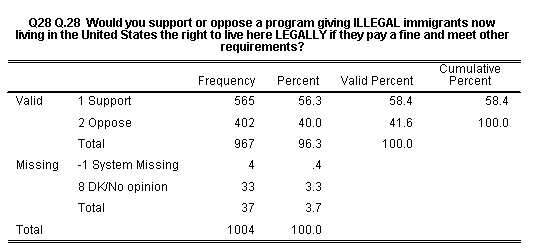 Q28 Q.28 Would you support or oppose a program giving ILLEGAL immigrants now
living in the United States the right to live here LEGALLY if they pay a fine and meet other
requirements?
Frequency Percent Valid Percent Cumulative Percent
Valid 1 Support 565 56.3 58.4 58.4
2 Oppose 402 40.0 41.6 100.0
Total 967 96.3 100.0
Missing -1 System Missing 4 .4
8 DK/No opinion 33 3.3
Total 37 3.7
Total 1004 100.0